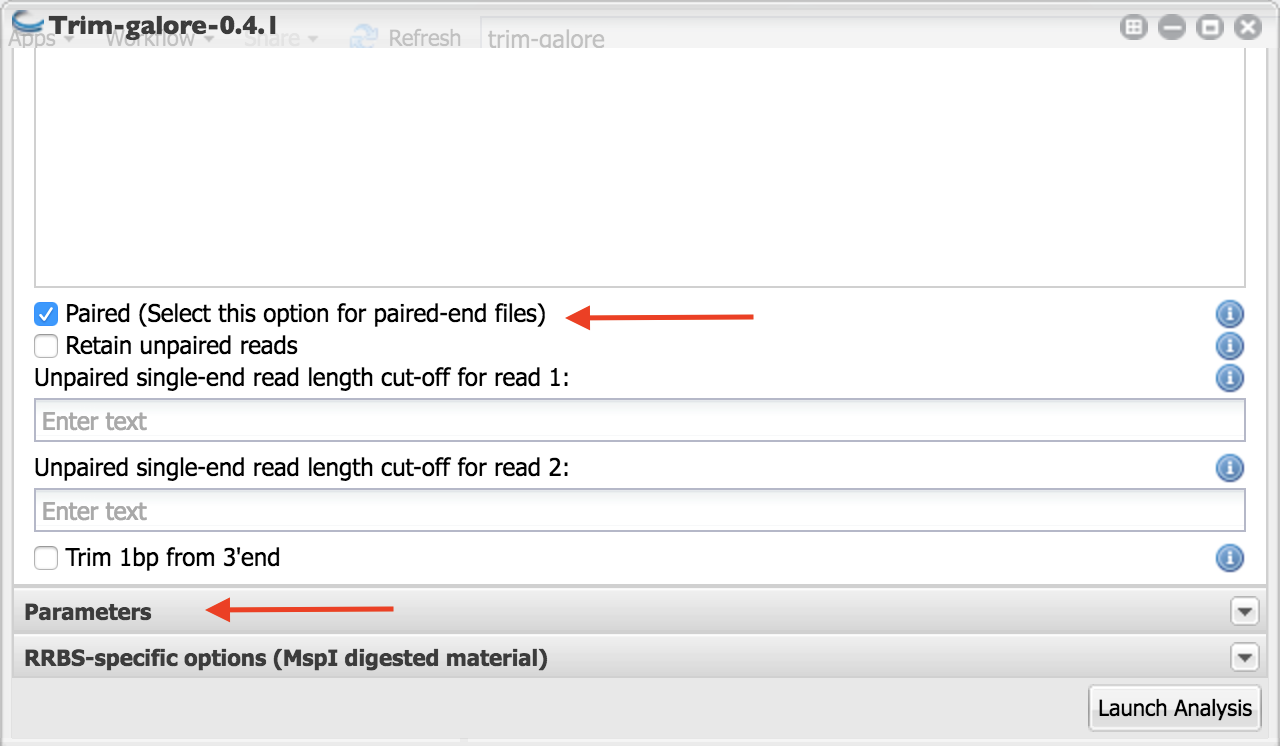 Trim-galore-0.4.1
Apps Workflow Share Refresh trim-galore
Paired (Select this option for paired-end files)
Retain unpaired reads
Unpaired single-end read length cut-off for read 1:
Enter text
Unpaired single-end read length cut-off for read 2:
Enter text
Trim 1bp from 3'end
Parameters
RRBS-specific options (MspI digested material)
Launch Analysis